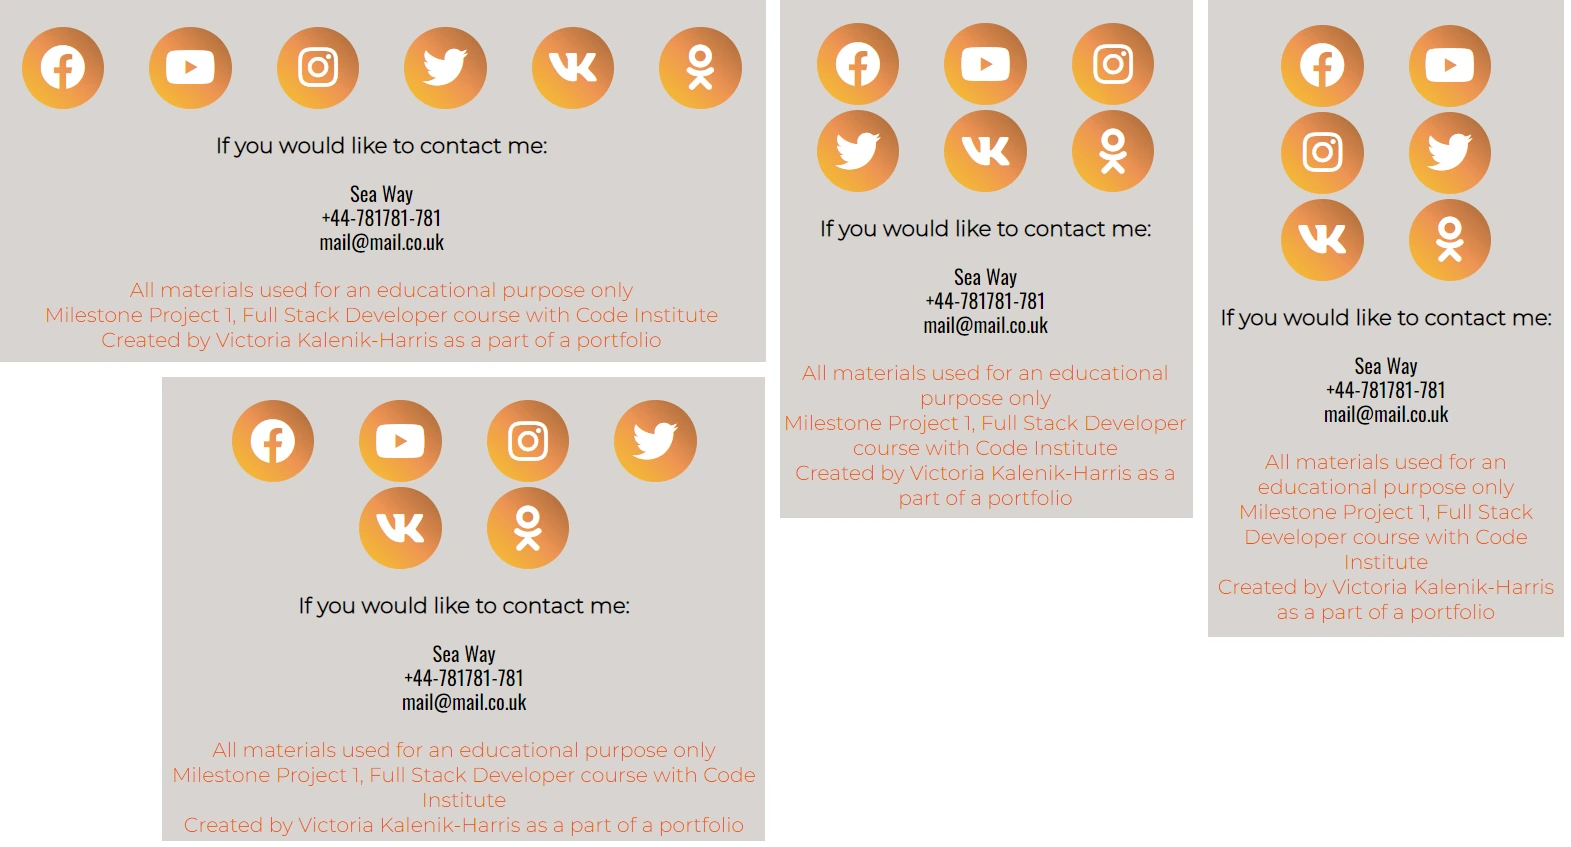 If you would like to contact me:
Sea Way
+44-781781-781
mail@mail.co.uk
All materials used for an educational purpose only
Milestone Project 1, Full Stack Developer course with Code Institute
Created by Victoria Kalenik-Harris as a part of a portfolio
If you would like to contact me:
Sea Way
+44-781781-781
mail@mail.co.uk
All materials used for an educational purpose only
Milestone Project 1, Full Stack Developer course with Code
Institute
Created by Victoria Kalenik-Harris as a part of a portfolio
If you would like to contact me:
Sea Way
+44-781781-781
mail@mail.co.uk
All materials used for an educational
purpose only
Milestone Project 1, Full Stack Developer
course with Code Institute
Created by Victoria Kalenik-Harris as a
part of a portfolio
If you would like to contact me:
Sea Way
+44-781781-781
mail@mail.co.uk
All materials used for an
educational purpose only
Milestone Project 1, Full Stack
Developer course with Code
Institute
Created by Victoria Kalenik-Harris
as a part of a portfolio